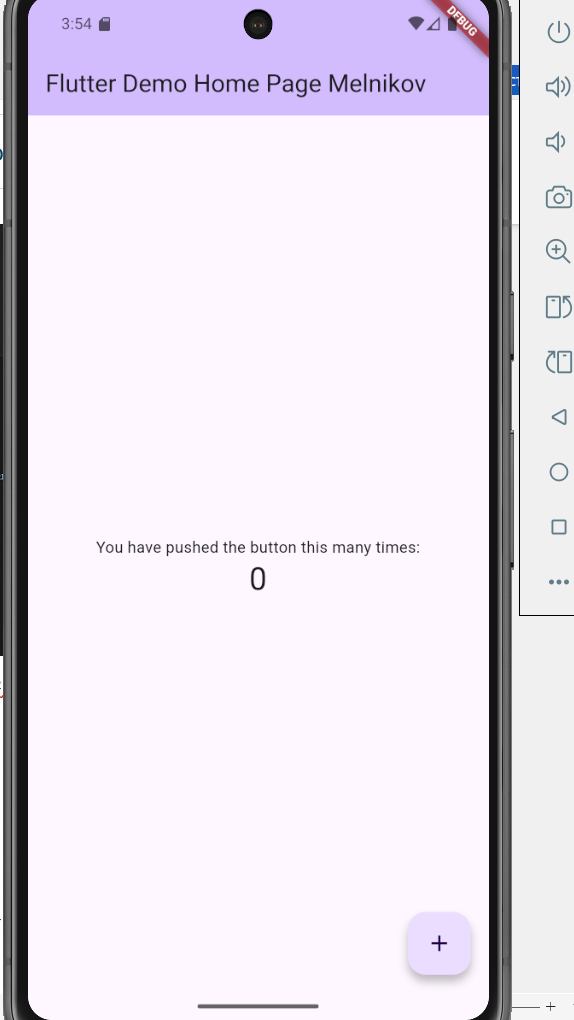 3:54
DEBUG
Flutter Demo Home Page Melnikov
You have pushed the button this many times:
0
+